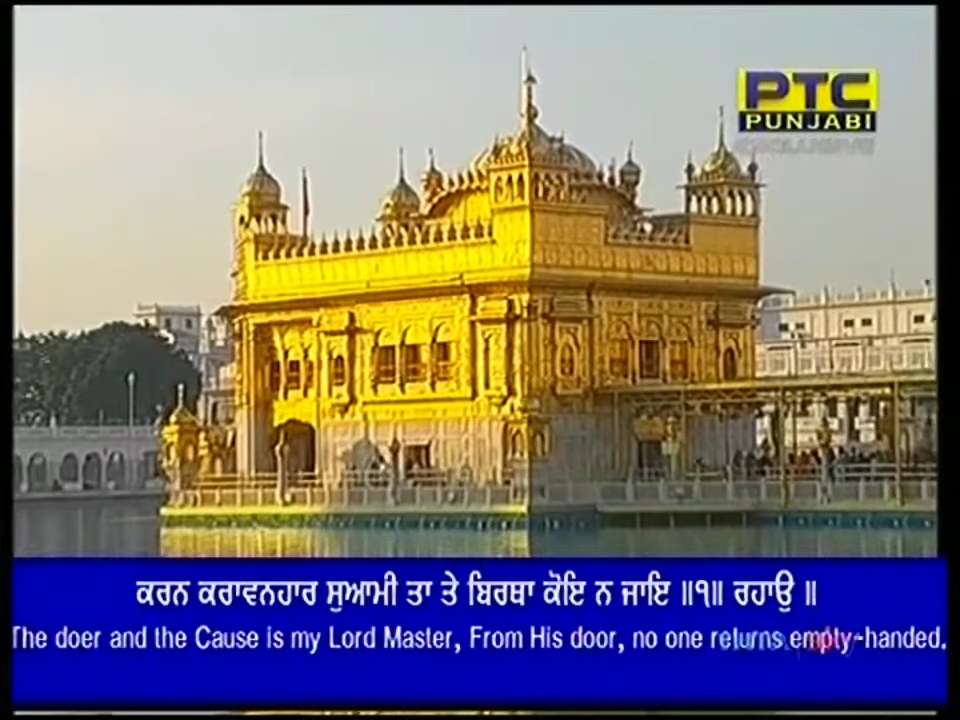 PTC
PUNJABI
EXCLUSIVE
ਕਰਨ ਕਰਾਵਨਹਾਰ ਸੁਆਮੀ ਤਾ ਤੇ ਬਿਰਥਾ ਕੋਇ ਨ ਜਾਇ ॥੧॥ ਰਹਾਉ ॥
The doer and the Cause is my Lord Master, From His door, no one returns empty-handed.